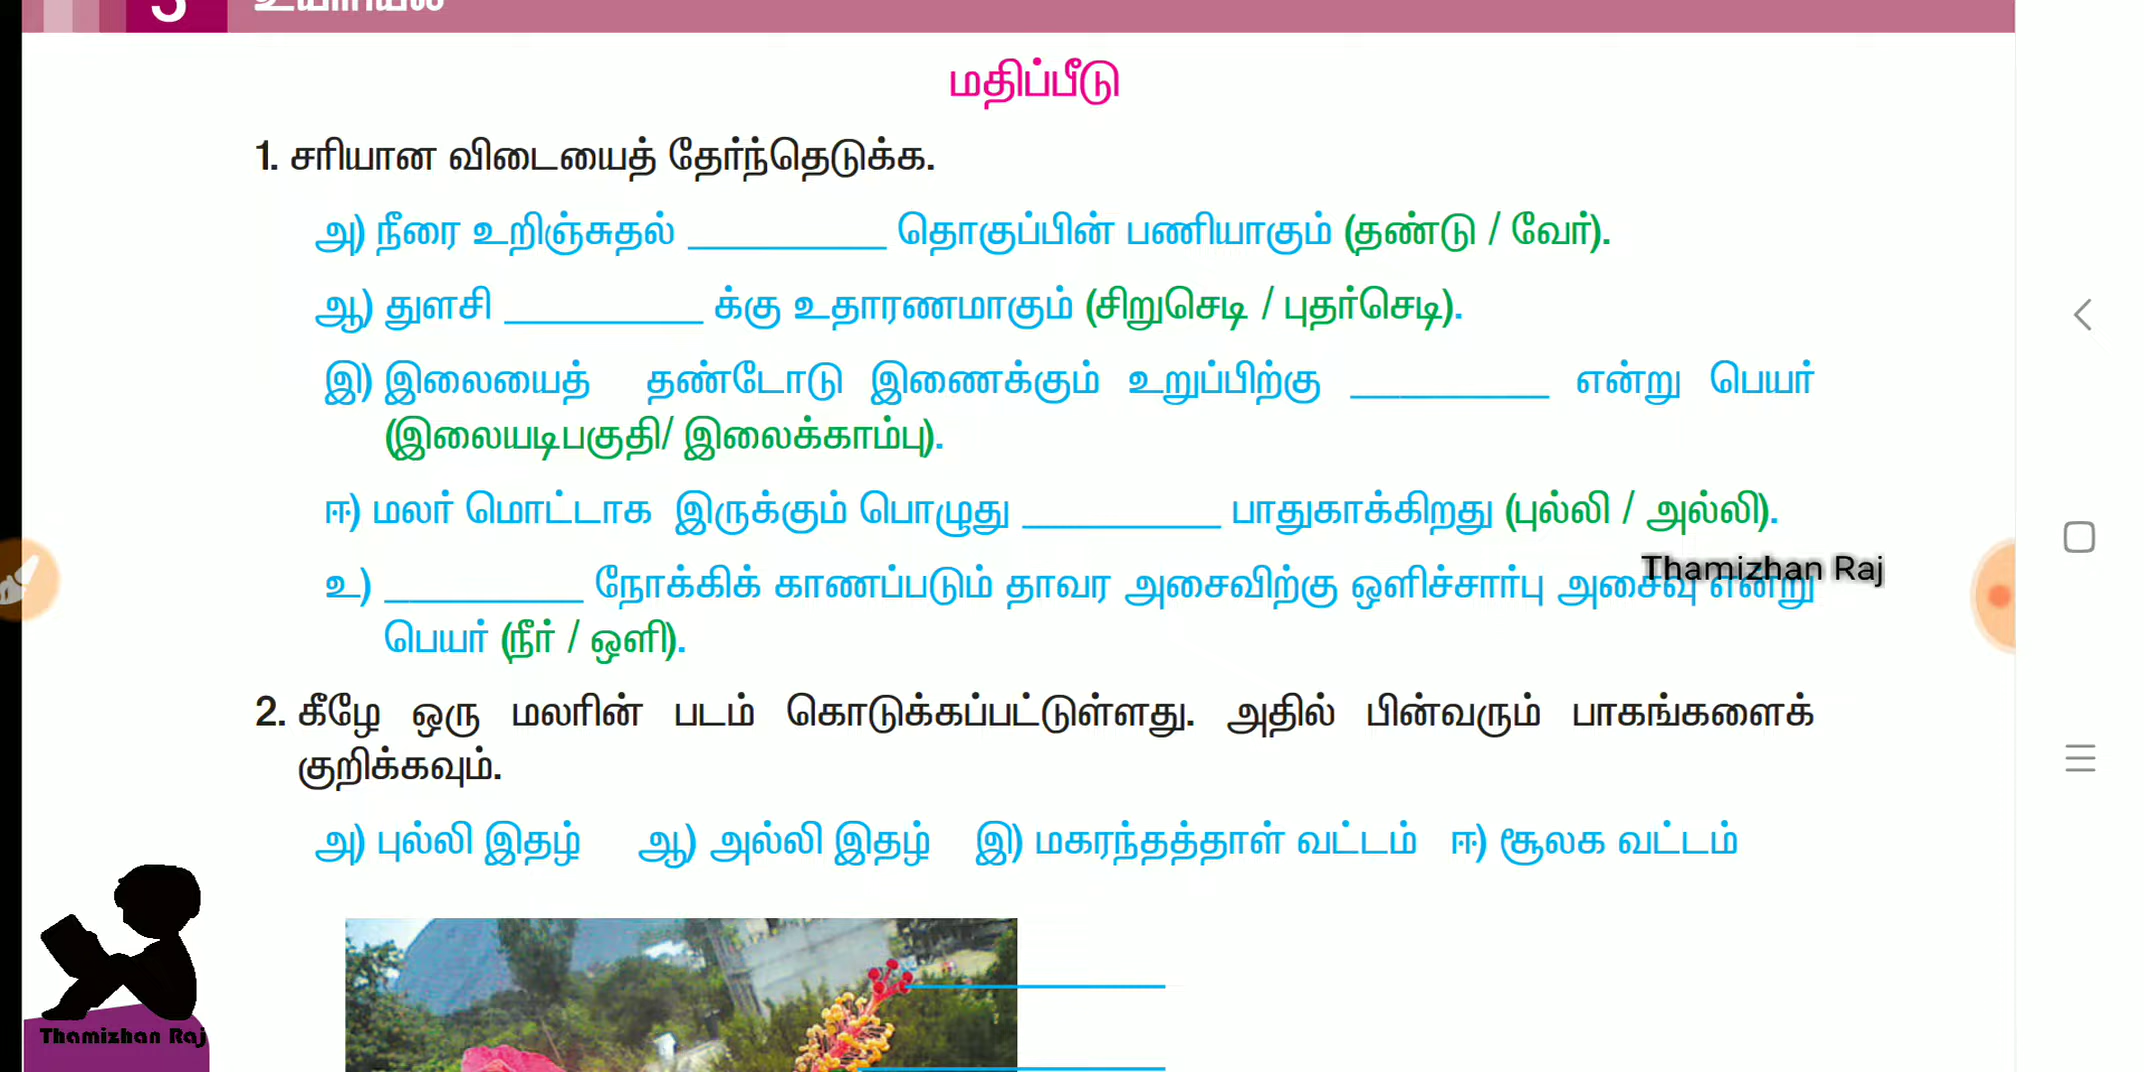 3
மதிப்பீடு
1. சரியான விடையைத் தேர்ந்தெடுக்க.
அ) நீரை உறிஞ்சுதல் __________ தொகுப்பின் பணியாகும் (தண்டு / வேர்).
ஆ) துளசி __________ க்கு உதாரணமாகும் (சிறுசெடி / புதர்செடி).
இ) இலையைத் தண்டோடு இணைக்கும் உறுப்பிற்கு __________ என்று பெயர்
(இலையடிபகுதி/ இலைக்காம்பு).
ஈ) மலர் மொட்டாக இருக்கும் பொழுது __________ பாதுகாக்கிறது (புல்லி / அல்லி).
Thamizhan Raj
உ) __________ நோக்கிக் காணப்படும் தாவர அசைவிற்கு ஒளிச்சார்பு அசைவு என்று
பெயர் (நீர் / ஒளி).
2. கீழே ஒரு மலரின் படம் கொடுக்கப்பட்டுள்ளது. அதில் பின்வரும் பாகங்களைக்
குறிக்கவும்.
அ) புல்லி இதழ் ஆ) அல்லி இதழ் இ) மகரந்தத்தாள் வட்டம் ஈ) சூலக வட்டம்
Thamizhan Raj